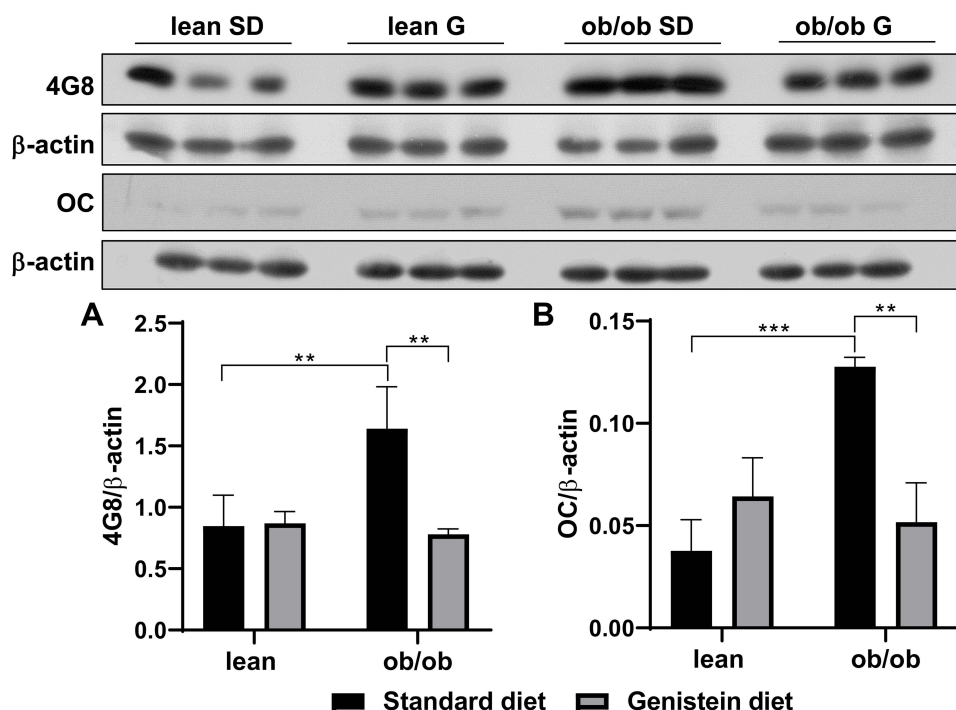 lean SD lean G ob/ob SD ob/ob G
4G8
β-actin
OC
β-actin
A
4G8/β-actin
2.5
2.0
1.5
1.0
0.5
0.0
** **
lean ob/ob
B
OC/β-actin
0.15
0.10
0.05
0.00
*** **
lean ob/ob
Standard diet Genistein diet